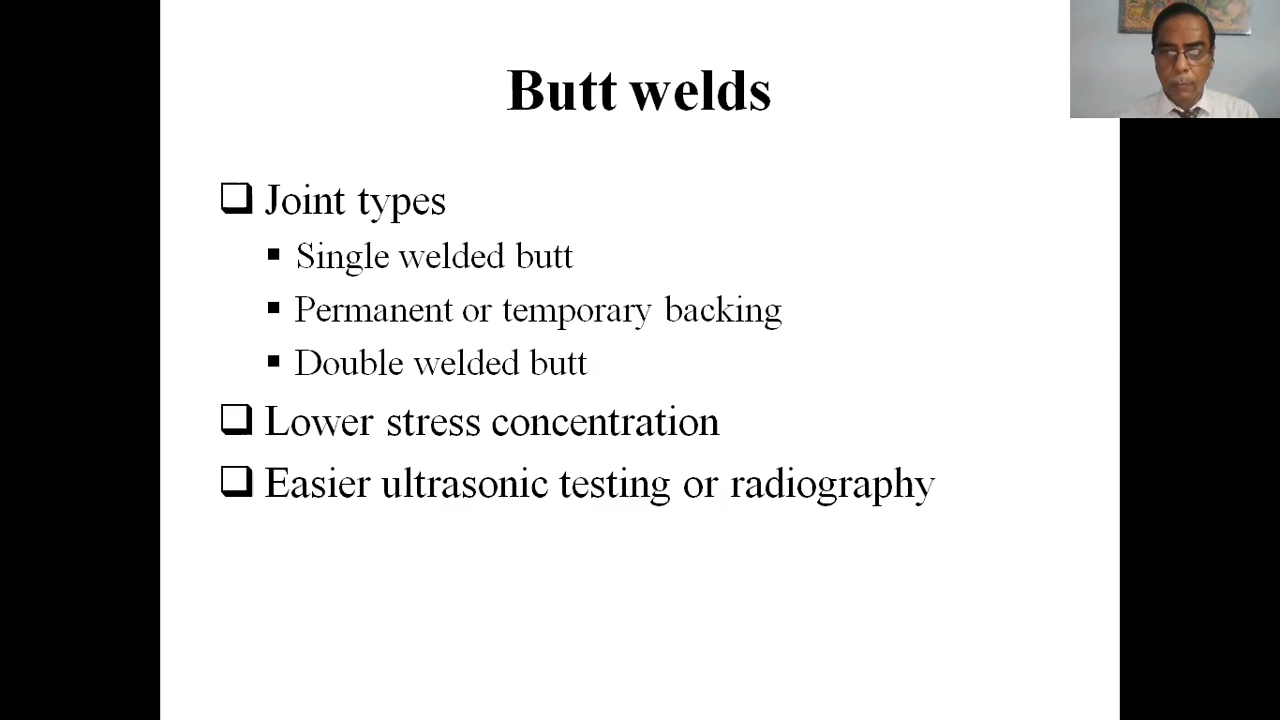 Butt welds
Joint types
Single welded butt
Permanent or temporary backing
Double welded butt
Lower stress concentration
Easier ultrasonic testing or radiography